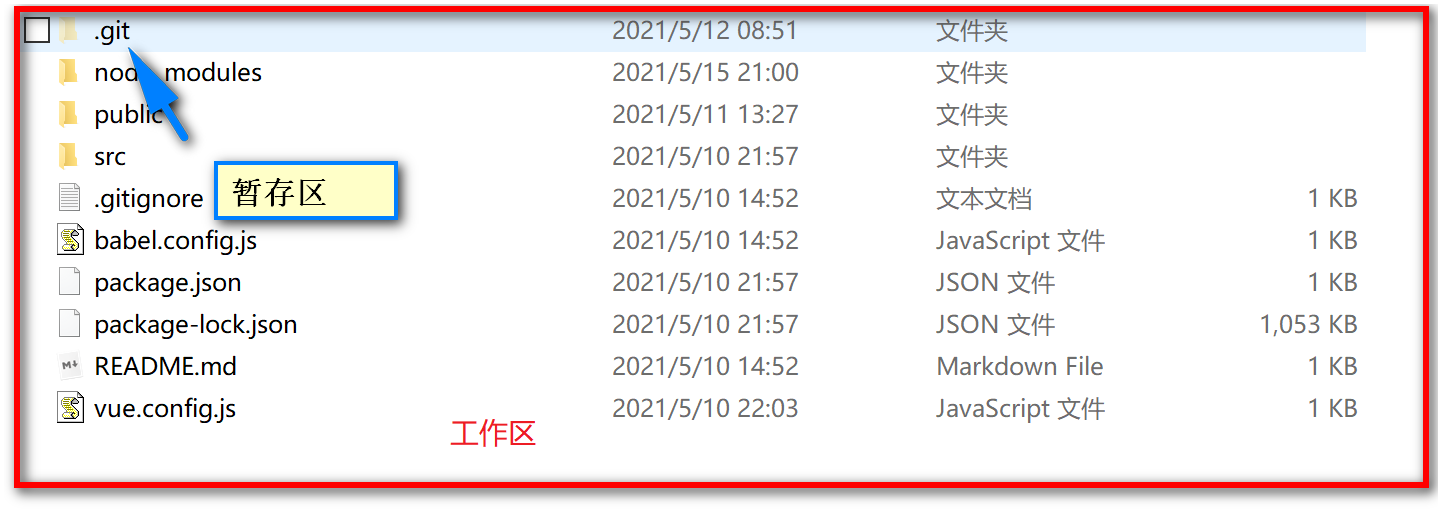 .git 2021/5/12 08:51 文件夹
node_modules 2021/5/15 21:00 文件夹
public 2021/5/11 13:27 文件夹
src 2021/5/10 21:57 文件夹
暂存区
.gitignore 2021/5/10 14:52 文本文档 1 KB
babel.config.js 2021/5/10 14:52 JavaScript 文件 1 KB
package.json 2021/5/10 21:57 JSON 文件 1 KB
package-lock.json 2021/5/10 21:57 JSON 文件 1,053 KB
README.md 2021/5/10 14:52 Markdown File 1 KB
vue.config.js 2021/5/10 22:03 JavaScript 文件 1 KB
工作区